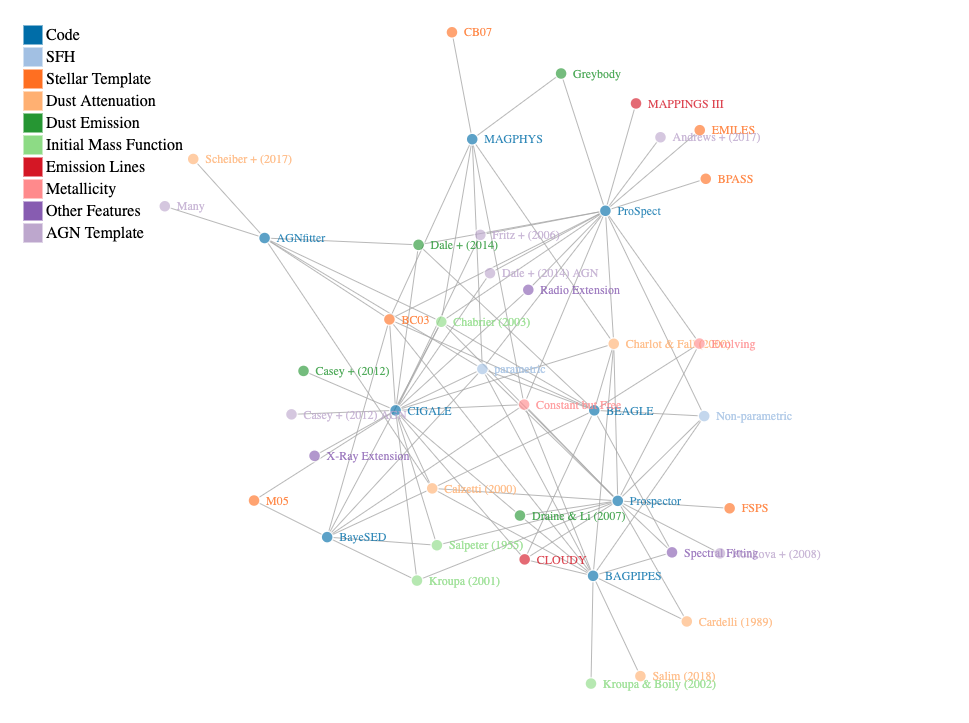 Code
SFH
Stellar Template
Dust Attenuation
Dust Emission
Initial Mass Function
Emission Lines
Metallicity
Other Features
AGN Template
CB07
Greybody
MAPPINGS III
EMILES
Andrews + (2017)
MAGPHYS
Scheiber + (2017)
BPASS
Many
ProSpect
AGNfitter
Fritz + (2006)
Dale + (2014)
Dale + (2014) AGN
Radio Extension
BC03
Chabrier (2003)
Charlot & Fall (2000)
Evolving
parametric
Casey + (2012)
Constant but Free
CIGALE
BEAGLE
Casey + (2012) AGN
Non-parametric
X-Ray Extension
Calzetti (2000)
M05
Prospector
FSPS
Draine & Li (2007)
BayeSED
Salpeter (1955)
Spectral Fitting
+ (2008)
CLOUDY
BAGPIPES
Kroupa (2001)
Cardelli (1989)
Salim (2018)
Kroupa & Boily (2002)